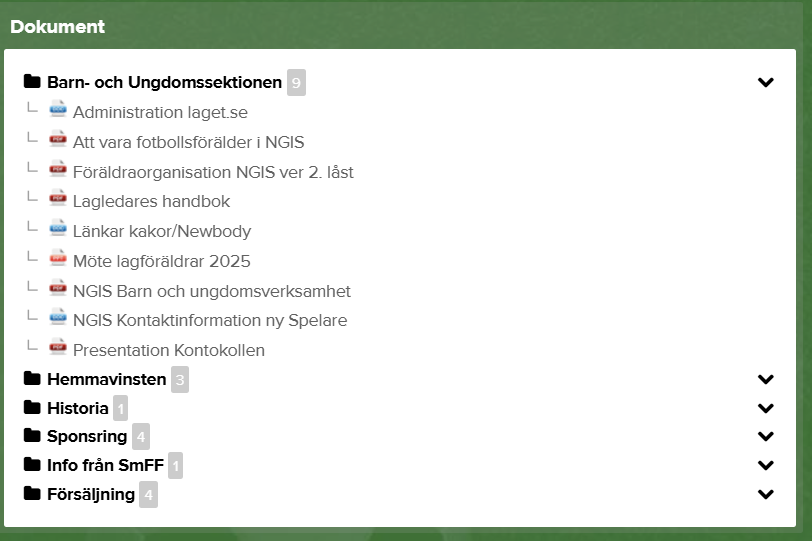 Dokument
Barn- och Ungdomssektionen 9
Administration laget.se
Att vara fotbollsförälder i NGIS
Föräldraorganisation NGIS ver 2. låst
Lagledares handbok
Länkar kakor/Newbody
Möte lagföräldrar 2025
NGIS Barn och ungdomsverksamhet
NGIS Kontaktinformation ny Spelare
Presentation Kontokollen
Hemmavinsten 3
Historia 1
Sponsring 4
Info från SmFF 1
Försäljning 4